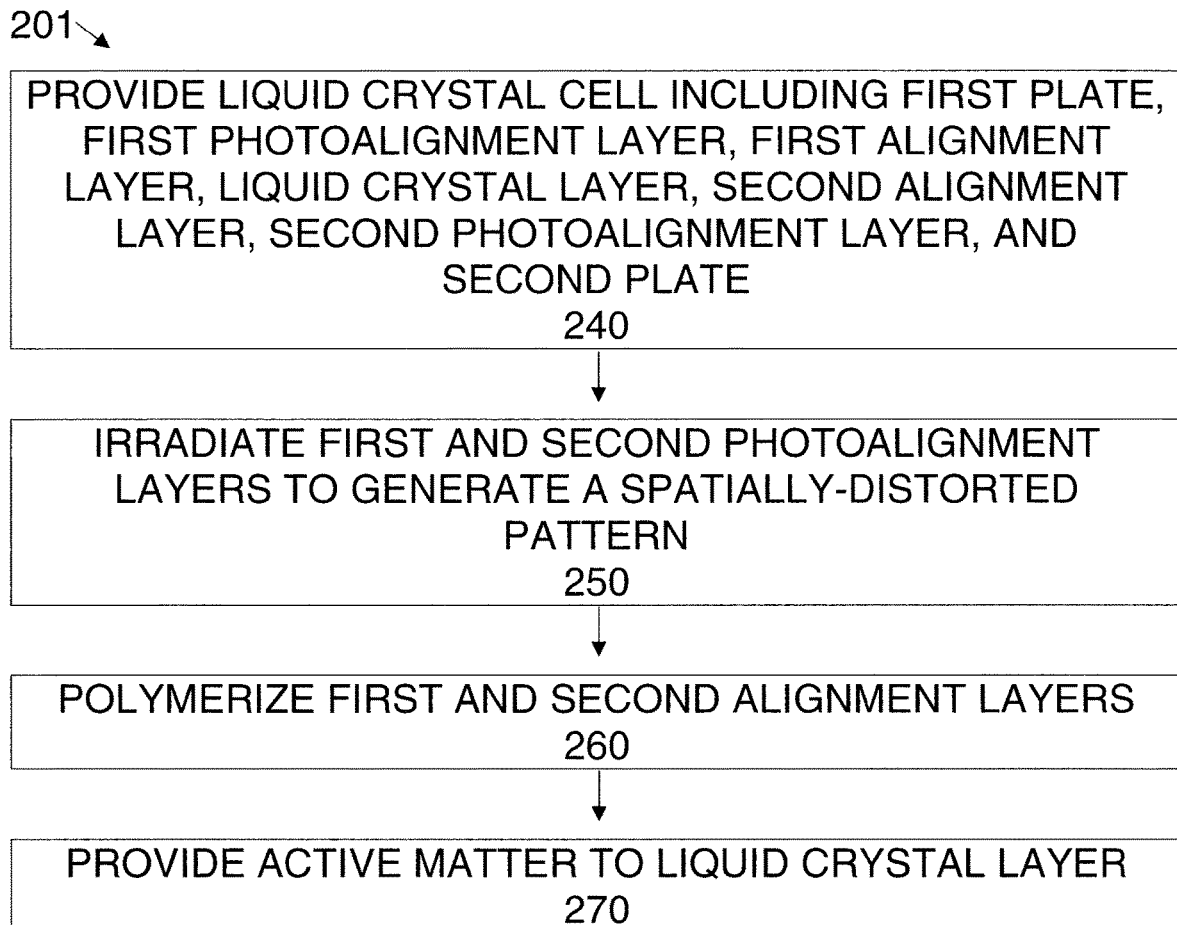 201
PROVIDE LIQUID CRYSTAL CELL INCLUDING FIRST PLATE,
FIRST PHOTOALIGNMENT LAYER, FIRST ALIGNMENT
LAYER, LIQUID CRYSTAL LAYER, SECOND ALIGNMENT
LAYER, SECOND PHOTOALIGNMENT LAYER, AND
SECOND PLATE
240
IRRADIATE FIRST AND SECOND PHOTOALIGNMENT
LAYERS TO GENERATE A SPATIALLY-DISTORTED
PATTERN
250
POLYMERIZE FIRST AND SECOND ALIGNMENT LAYERS
260
PROVIDE ACTIVE MATTER TO LIQUID CRYSTAL LAYER
270